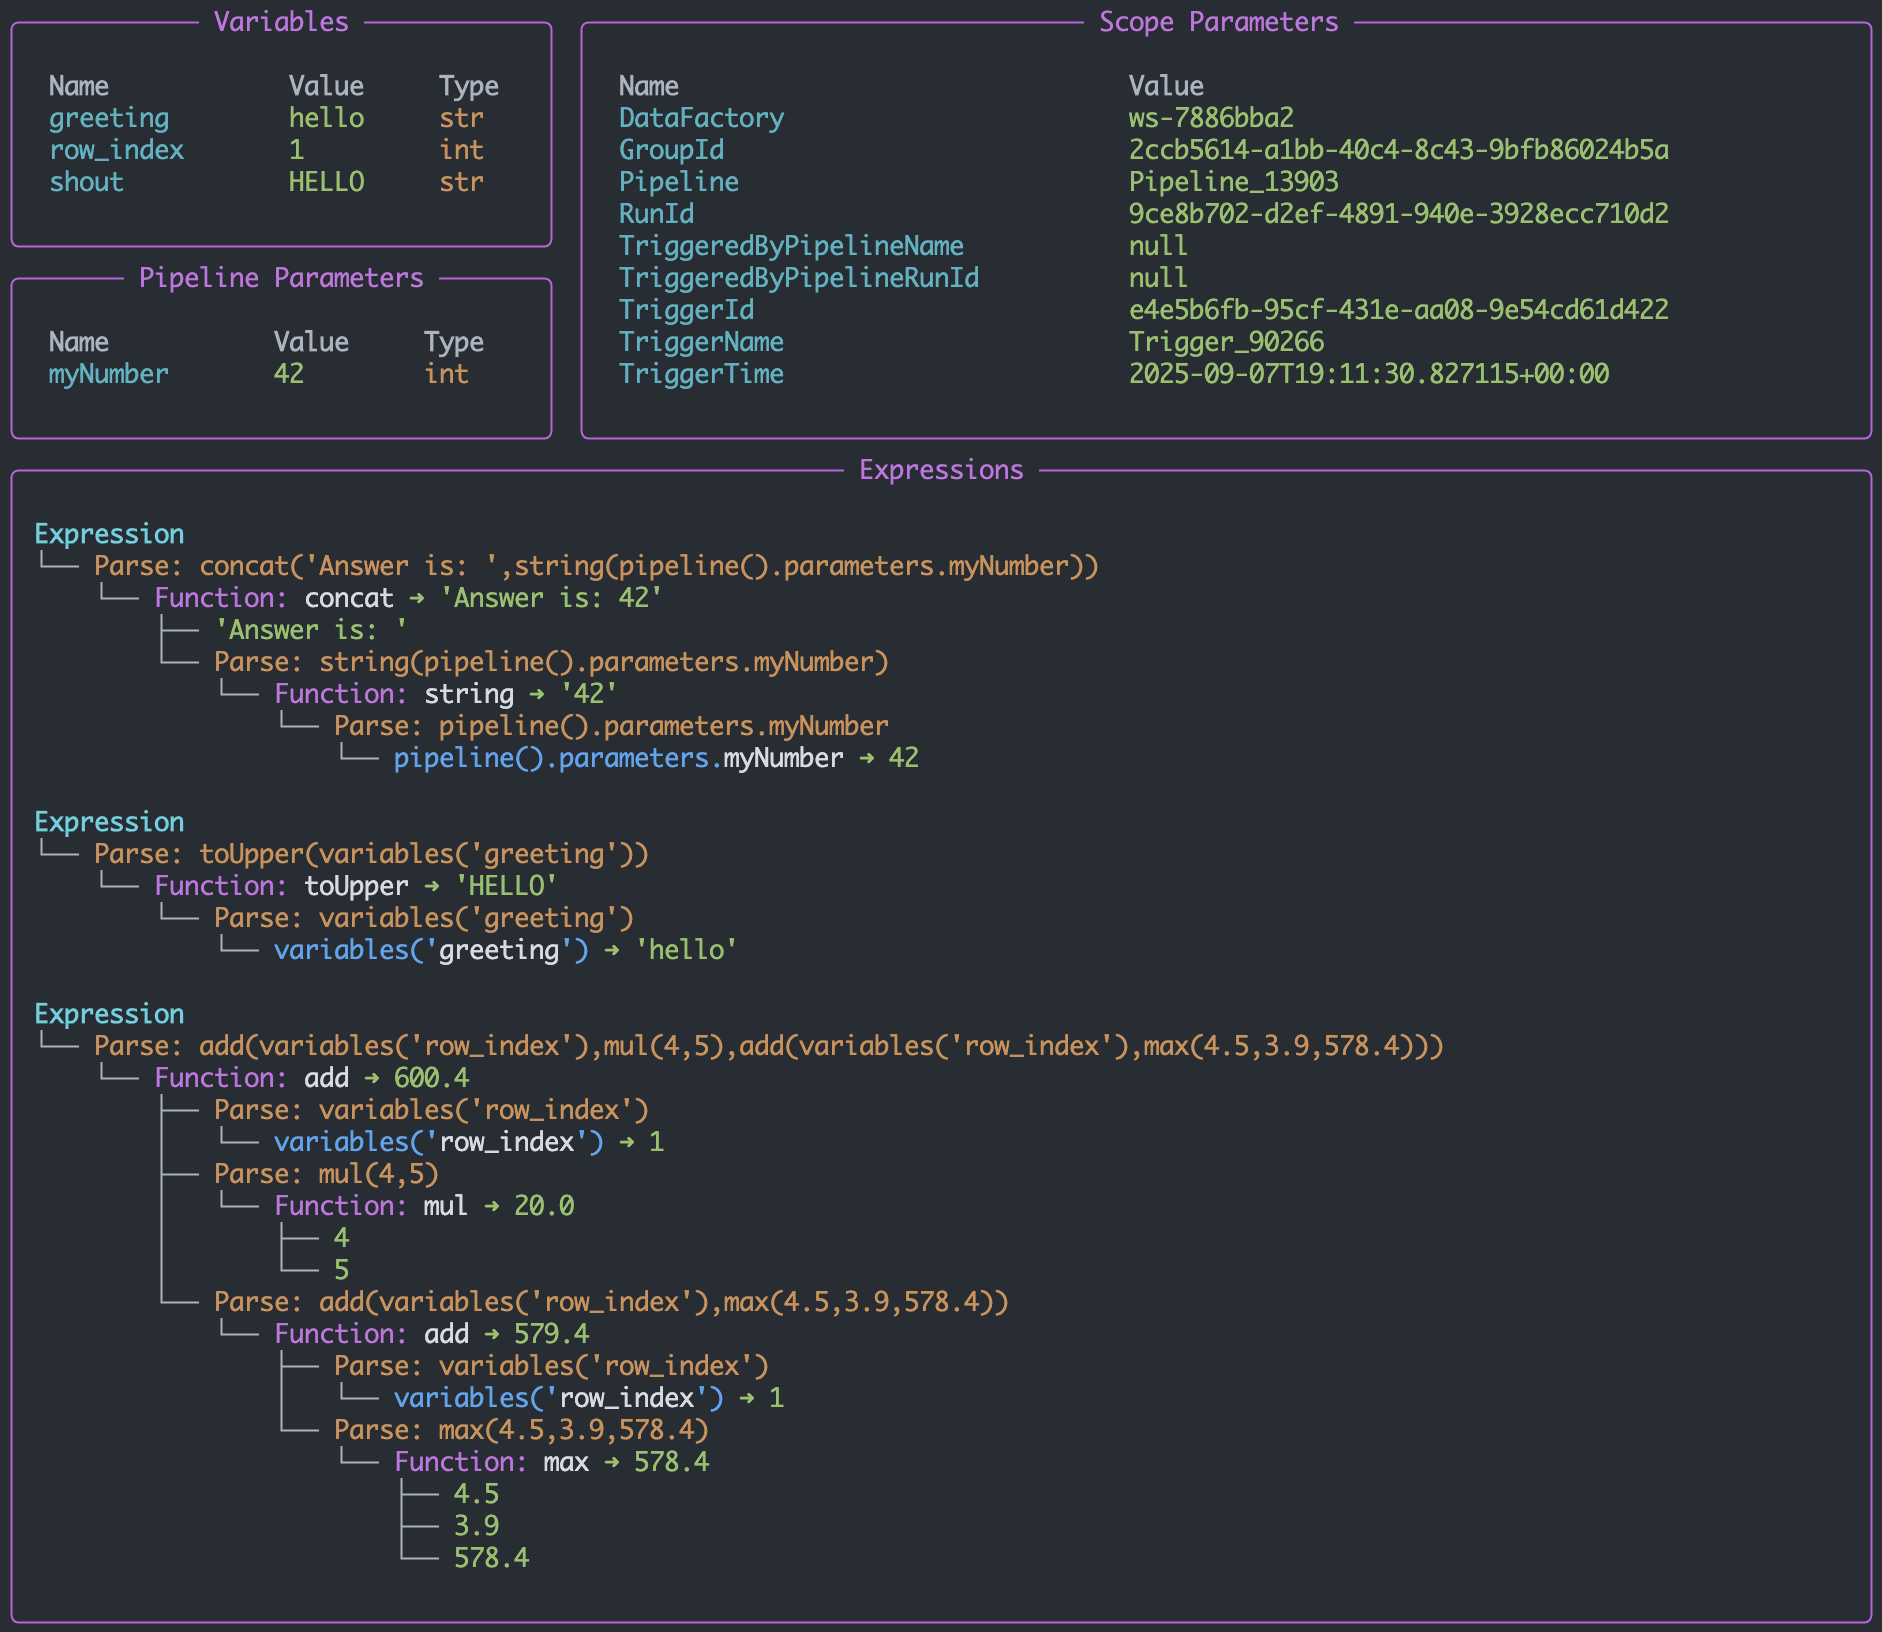 Variables
Name Value Type
greeting hello str
row_index 1 int
shout HELLO str
Pipeline Parameters
Name Value Type
myNumber 42 int
Scope Parameters
Name Value
DataFactory ws-7886bba2
GroupId 2ccb5614-a1bb-40c4-8c43-9bfb86024b5a
Pipeline Pipeline_13903
RunId 9ce8b702-d2ef-4891-940e-3928ecc710d2
TriggeredByPipelineName null
TriggeredByPipelineRunId null
TriggerId e4e5b6fb-95cf-431e-aa08-9e54cd61d422
TriggerName Trigger_90266
TriggerTime 2025-09-07T19:11:30.827115+00:00
Expressions
Expression
Parse: concat('Answer is: ',string(pipeline().parameters.myNumber))
Function: concat ➜ 'Answer is: 42'
'Answer is: '
Parse: string(pipeline().parameters.myNumber)
Function: string ➜ '42'
Parse: pipeline().parameters.myNumber
pipeline().parameters.myNumber ➜ 42
Expression
Parse: toUpper(variables('greeting'))
Function: toUpper ➜ 'HELLO'
Parse: variables('greeting')
variables('greeting') ➜ 'hello'
Expression
Parse: add(variables('row_index'),mul(4,5),add(variables('row_index'),max(4.5,3.9,578.4)))
Function: add ➜ 600.4
Parse: variables('row_index')
variables('row_index') ➜ 1
Parse: mul(4,5)
Function: mul ➜ 20.0
4
5
Parse: add(variables('row_index'),max(4.5,3.9,578.4))
Function: add ➜ 579.4
Parse: variables('row_index')
variables('row_index') ➜ 1
Parse: max(4.5,3.9,578.4)
Function: max ➜ 578.4
4.5
3.9
578.4